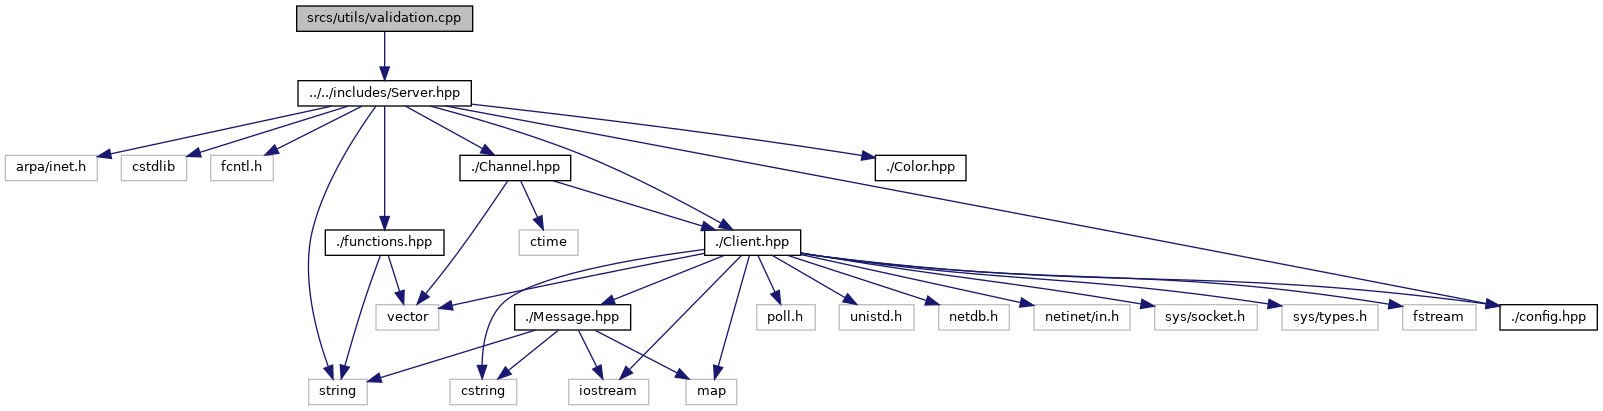 srcs/utils/validation.cpp
../../includes/Server.hpp
arpa/inet.h
cstdlib
fcntl.h
./Channel.hpp
./Color.hpp
./functions.hpp
ctime
./Client.hpp
vector
./Message.hpp
poll.h
unistd.h
netdb.h
netinet/in.h
sys/socket.h
sys/types.h
fstream
./config.hpp
string
cstring
iostream
map